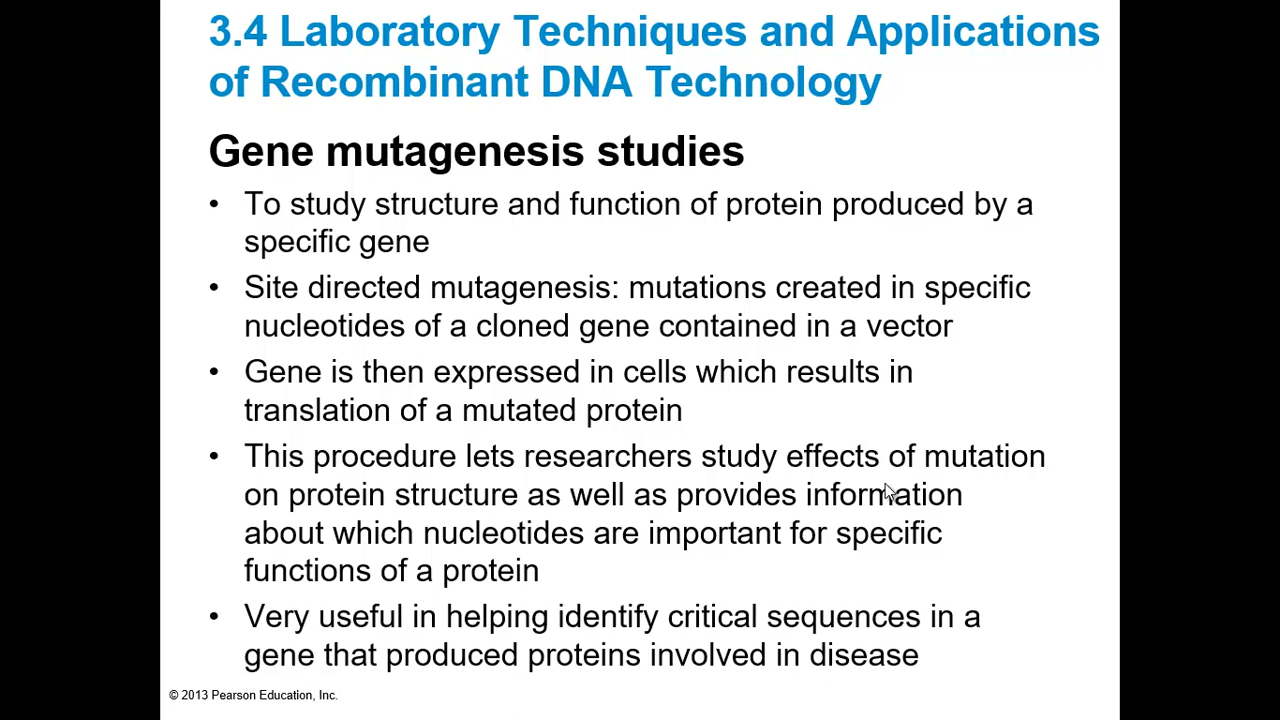 3.4 Laboratory Techniques and Applications
of Recombinant DNA Technology
Gene mutagenesis studies
• To study structure and function of protein produced by a
specific gene
• Site directed mutagenesis: mutations created in specific
nucleotides of a cloned gene contained in a vector
• Gene is then expressed in cells which results in
translation of a mutated protein
• This procedure lets researchers study effects of mutation
on protein structure as well as provides information
about which nucleotides are important for specific
functions of a protein
• Very useful in helping identify critical sequences in a
gene that produced proteins involved in disease
© 2013 Pearson Education, Inc.